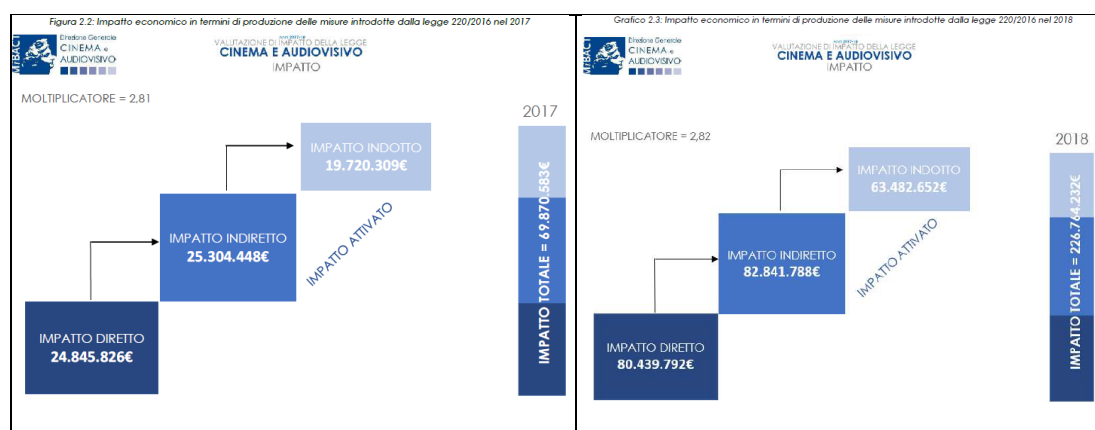 Figura 2.2: Impatto economico in termini di produzione delle misure introdotte dalla legge 220/2016 nel 2017
MiBACT
Direzione Generale
CINEMA e
AUDIOVISIVO
VALUTAZIONE DI IMPATTO DELLA LEGGE
CINEMA E AUDIOVISIVO
IMPATTO
MOLTIPLICATORE = 2,81
2017
IMPATTO INDOTTO
19.720.309€
IMPATTO INDIRETTO
25.304.448€
IMPATTO ATTIVATO
IMPATTO DIRETTO
24.845.826€
IMPATTO TOTALE = 69.870.583€
Grafico 2.3: Impatto economico in termini di produzione delle misure introdotte dalla legge 220/2016 nel 2018
MiBACT
Direzione Generale
CINEMA e
AUDIOVISIVO
VALUTAZIONE DI IMPATTO DELLA LEGGE
CINEMA E AUDIOVISIVO
IMPATTO
MOLTIPLICATORE = 2,82
2018
IMPATTO INDOTTO
63.482.652€
IMPATTO INDIRETTO
82.841.788€
IMPATTO ATTIVATO
IMPATTO DIRETTO
80.439.792€
IMPATTO TOTALE = 226.764.232€